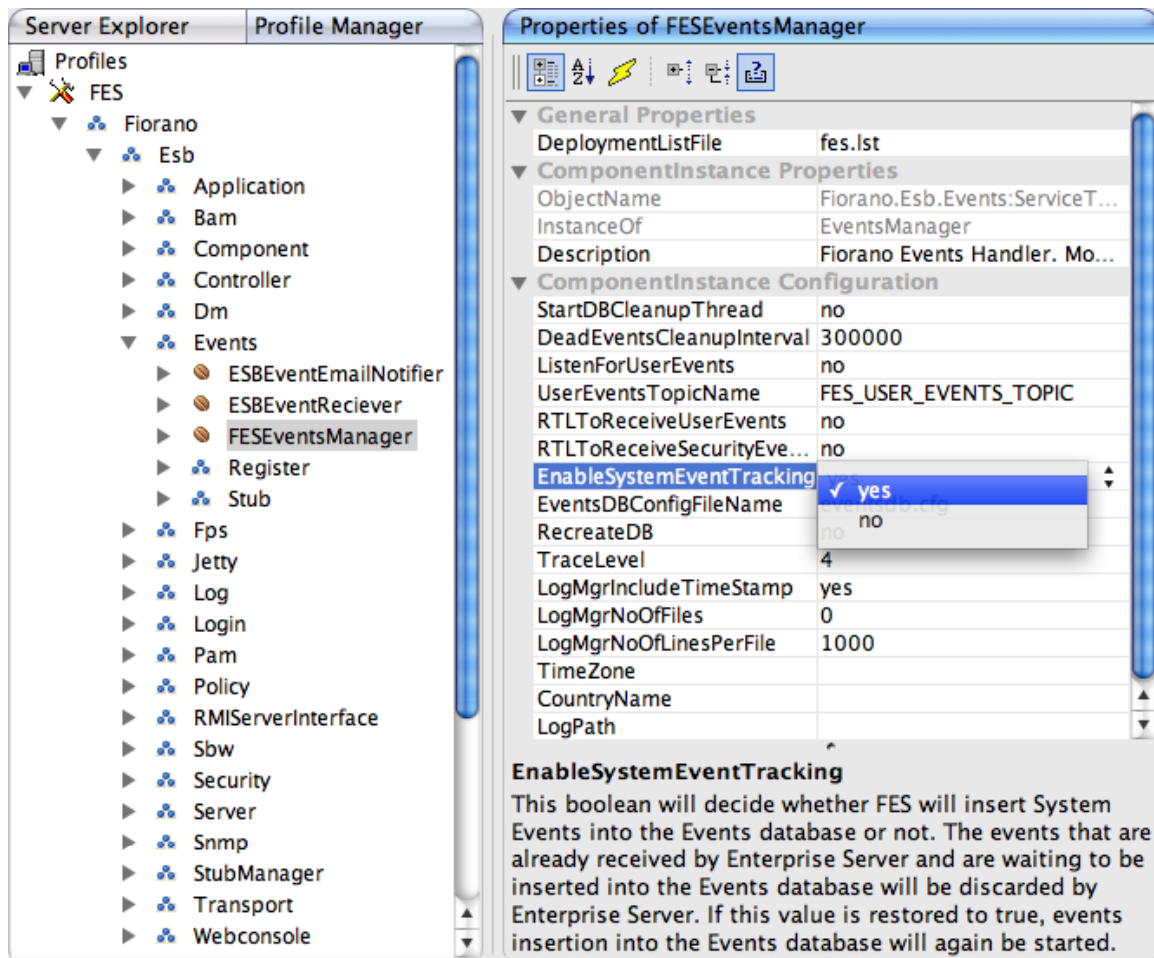 Server Explorer
Profile Manager
Profiles
FES
Fiorano
Esb
Application
Bam
Component
Controller
Dm
Events
ESBEventEmailNotifier
ESBEventReciever
FESEventsManager
Register
Stub
Fps
Jetty
Log
Login
Pam
Policy
RMIServerInterface
Sbw
Security
Server
Snmp
StubManager
Transport
Webconsole
Properties of FESEventsManager
General Properties
DeploymentListFile fes.lst
ComponentInstance Properties
ObjectName Fiorano.Esb.Events:ServiceT...
InstanceOf EventsManager
Description Fiorano Events Handler. Mo...
ComponentInstance Configuration
StartDBCleanupThread no
DeadEventsCleanupInterval 300000
ListenForUserEvents no
UserEventsTopicName FES_USER_EVENTS_TOPIC
RTLToReceiveUserEvents no
RTLToReceiveSecurityEve... no
EnableSystemEventTracking yes
✓ yes
EventsDBConfigFileName eventsdb.cfg
no
RecreateDB no
TraceLevel 4
LogMgrIncludeTimeStamp yes
LogMgrNoOfFiles 0
LogMgrNoOfLinesPerFile 1000
TimeZone
CountryName
LogPath
EnableSystemEventTracking
This boolean will decide whether FES will insert System
Events into the Events database or not. The events that are
already received by Enterprise Server and are waiting to be
inserted into the Events database will be discarded by
Enterprise Server. If this value is restored to true, events
insertion into the Events database will again be started.